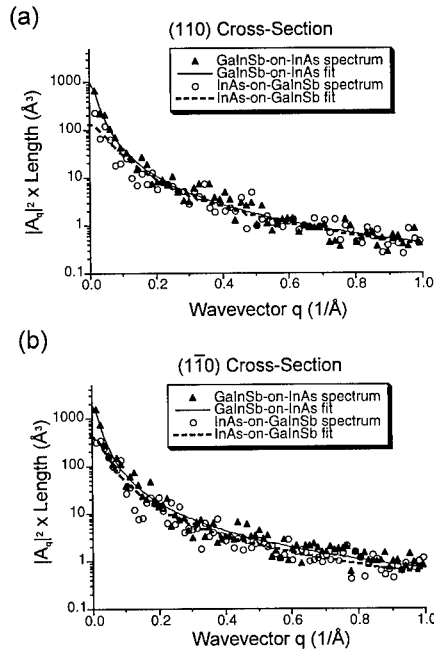 (a)
(110) Cross-Section
GaInSb-on-InAs spectrum
GaInSb-on-InAs fit
InAs-on-GaInSb spectrum
InAs-on-GaInSb fit
|A_q|² x Length (Å³)
1000
100
10
1
0.1
0.0 0.2 0.4 0.6 0.8 1.0
Wavevector q (1/Å)
(b)
(11̅0) Cross-Section
GaInSb-on-InAs spectrum
GaInSb-on-InAs fit
InAs-on-GaInSb spectrum
InAs-on-GaInSb fit
|A_q|² x Length (Å³)
1000
100
10
1
0.1
0.0 0.2 0.4 0.6 0.8 1.0
Wavevector q (1/Å)